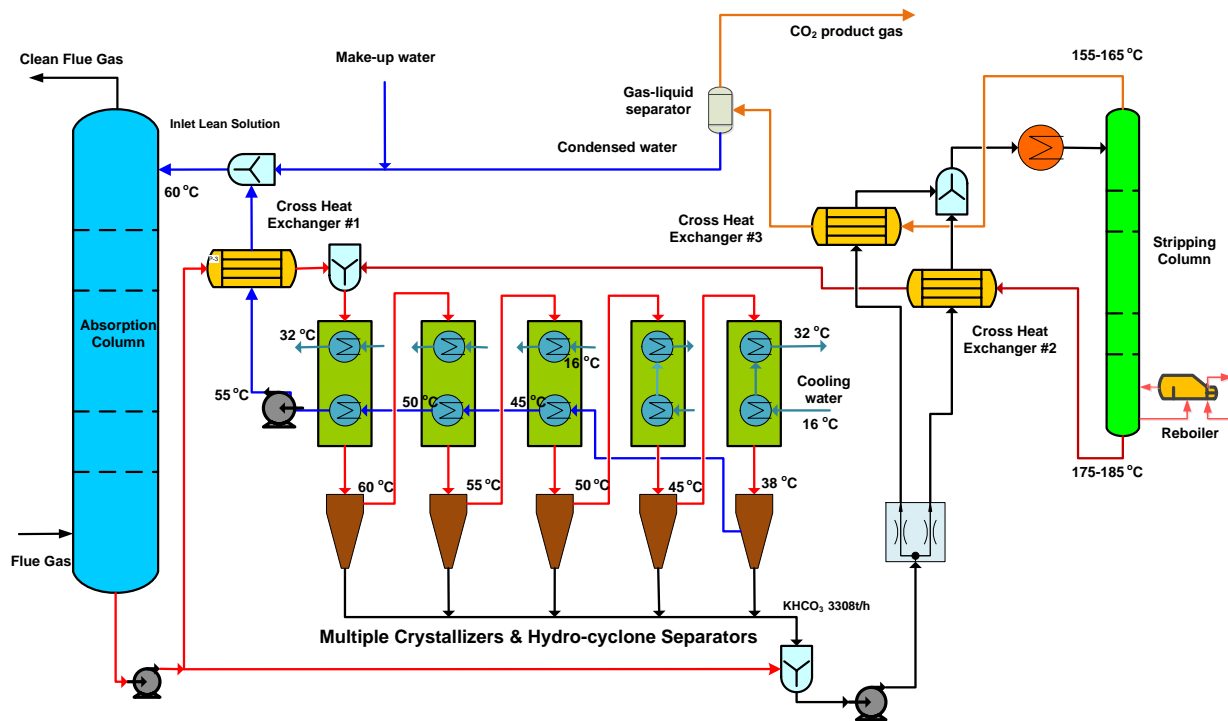 CO2 product gas
Clean Flue Gas
Make-up water
155-165 °C
Gas-liquid
separator
Inlet Lean Solution
Condensed water
60 °C
Cross Heat
Exchanger #1
Cross Heat
Exchanger #3
P-3
Stripping
Column
Absorption
Column
Cross Heat
Exchanger #2
32 °C
16 °C
32 °C
Cooling
water
55 °C
50 °C
45 °C
16 °C
Reboiler
175-185 °C
60 °C
55 °C
50 °C
45 °C
38 °C
Flue Gas
KHCO3 3308t/h
Multiple Crystallizers & Hydro-cyclone Separators